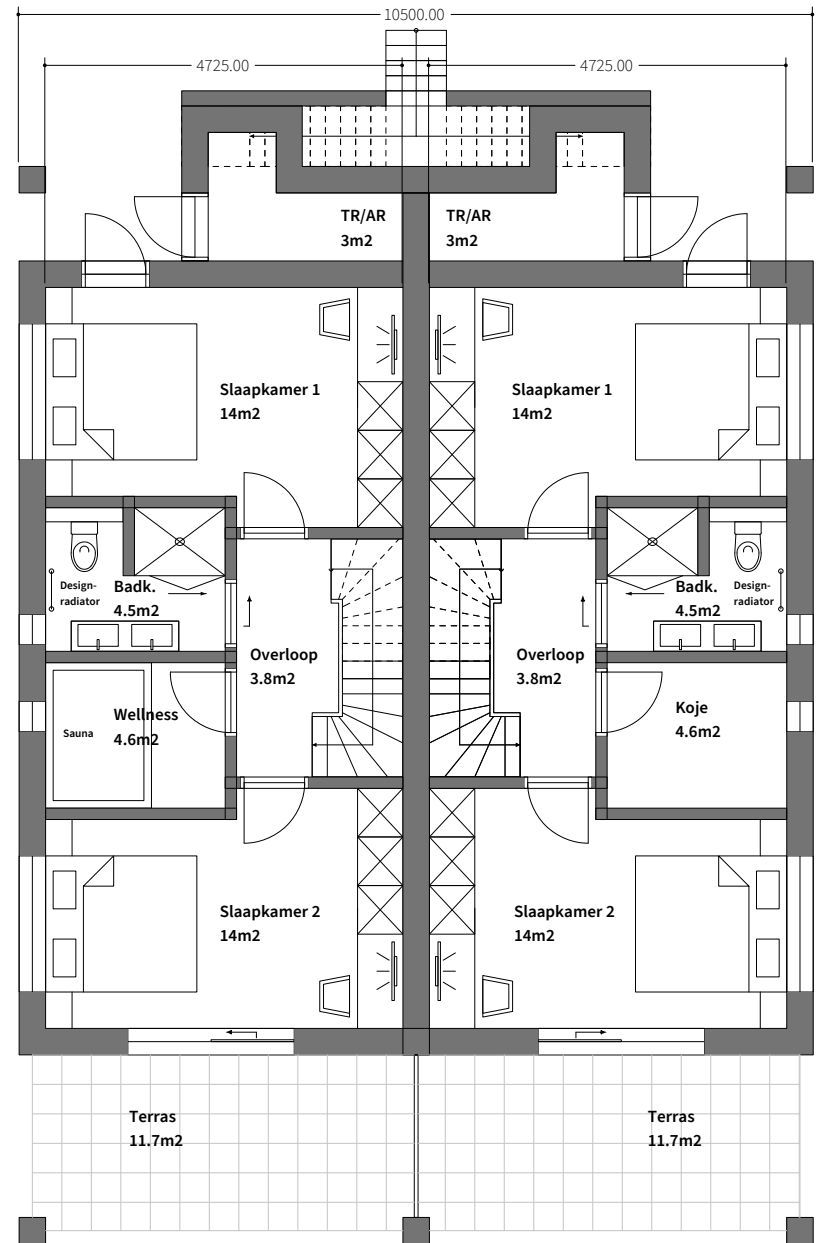 10500.00
4725.00
4725.00
TR/AR
3m2
TR/AR
3m2
Slaapkamer 1
14m2
Slaapkamer 1
14m2
Design-
radiator
Badk.
4.5m2
Badk.
4.5m2
Design-
radiator
Overloop
3.8m2
Overloop
3.8m2
Sauna
Wellness
4.6m2
Koje
4.6m2
Slaapkamer 2
14m2
Slaapkamer 2
14m2
Terras
11.7m2
Terras
11.7m2